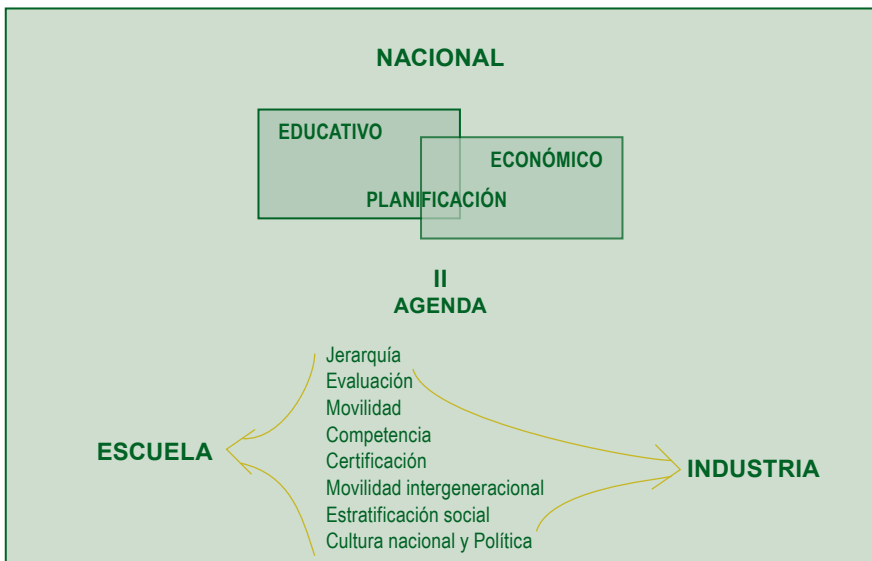 NACIONAL
EDUCATIVO
ECONÓMICO
PLANIFICACIÓN
II
AGENDA
Jerarquía
Evaluación
Movilidad
Competencia
Certificación
Movilidad intergeneracional
Estratificación social
Cultura nacional y Política
ESCUELA
INDUSTRIA